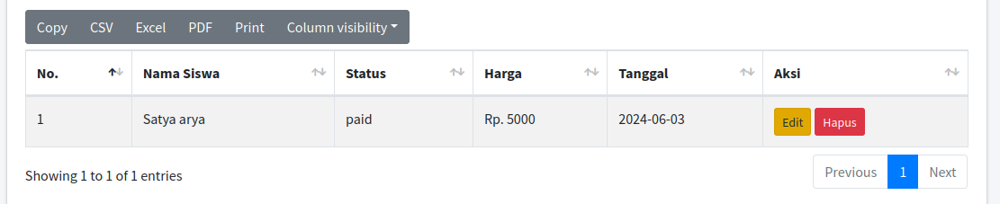 Copy CSV Excel PDF Print Column visibility
No. Nama Siswa Status Harga Tanggal Aksi
1 Satya arya paid Rp. 5000 2024-06-03 Edit Hapus
Showing 1 to 1 of 1 entries Previous 1 Next